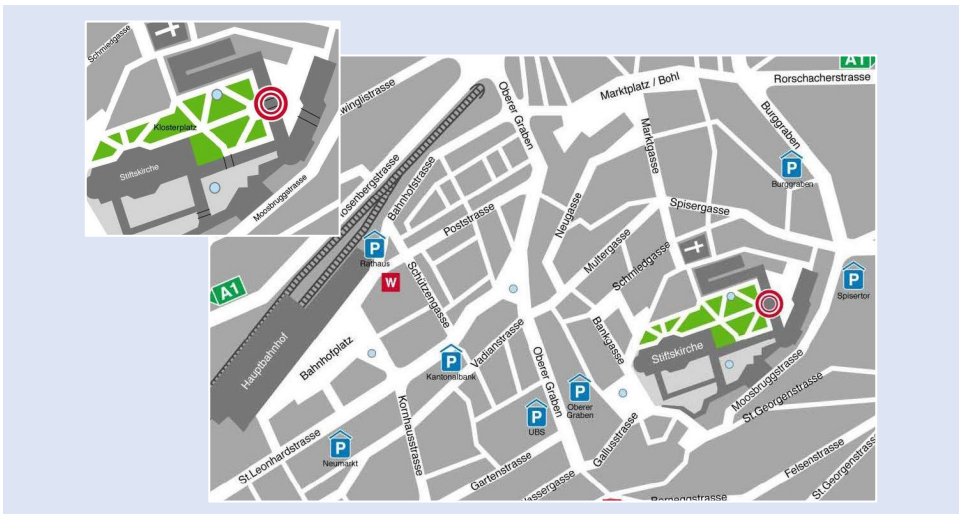 Schmiedgasse
Klosterplatz
Stiftskirche
Moosbruggstrasse
A1
Rorschacherstrasse
Marktplatz / Bohl
Oberer Graben
Burggraben
P
Burggraben
Marktgasse
Bahnhofstrasse
Poststrasse
Neugasse
Spisergasse
Multergasse
Schmiedgasse
P
Rathaus
W
Schützengasse
P
Spisertor
A1
Hauptbahnhof
Bahnhofplatz
Bankgasse
Stiftskirche
Vadianstrasse
P
Kantonalbank
Oberer Graben
Moosbruggstrasse
St.Georgenstrasse
P
Oberer
Graben
P
UBS
Kornhausstrasse
Gallusstrasse
St.Leonhardstrasse
P
Neumarkt
Gartenstrasse
Felsenstrasse
St.Georgenstrasse